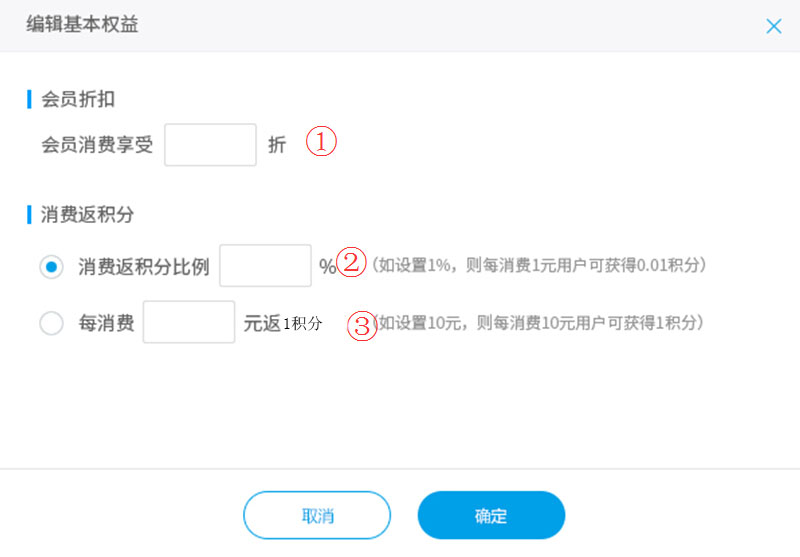 编辑基本权益
会员折扣
会员消费享受 折 ①
消费返积分
消费返积分比例 % ② (如设置1%，则每消费1元用户可获得0.01积分)
每消费 元返1积分 ③ (如设置10元，则每消费10元用户可获得1积分)
取消 确定